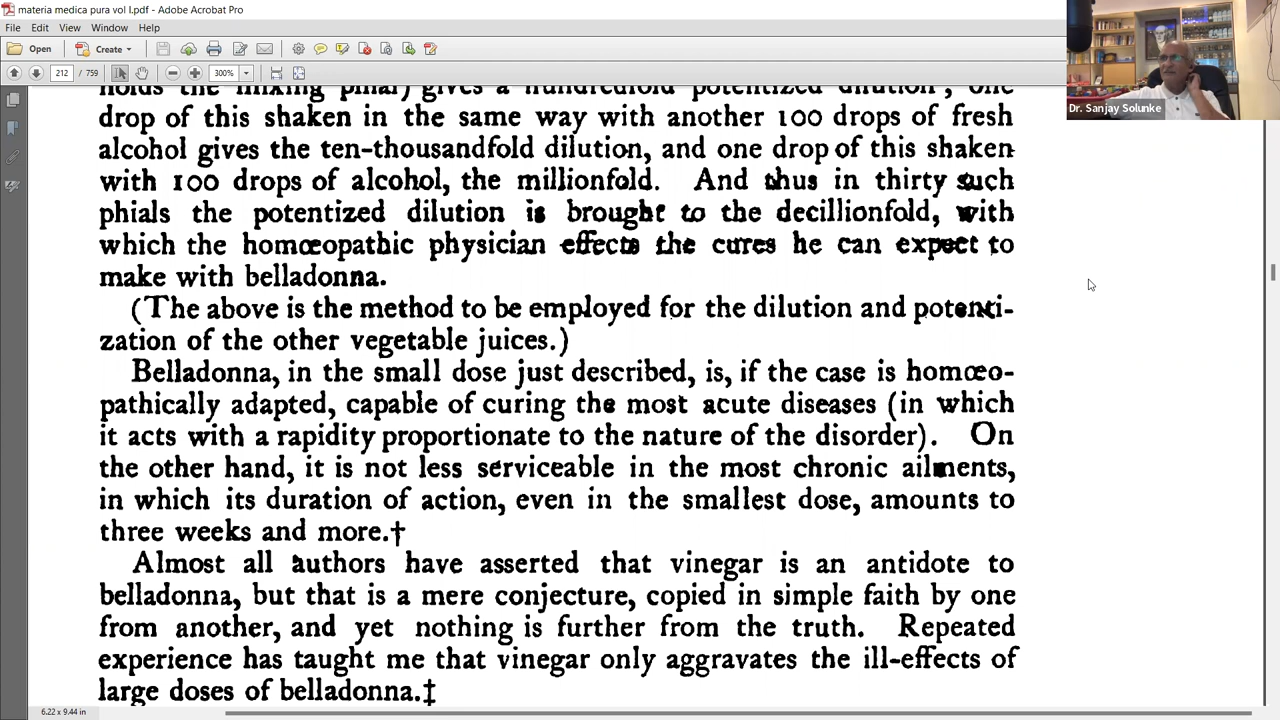 materia medica pura vol I.pdf - Adobe Acrobat Pro
File Edit View Window Help
Open Create
212 / 759 300%
Dr. Sanjay Solunke
holds the mixing phial) gives a hundredfold potentized dilution, one
drop of this shaken in the same way with another 100 drops of fresh
alcohol gives the ten-thousandfold dilution, and one drop of this shaken
with 100 drops of alcohol, the millionfold. And thus in thirty such
phials the potentized dilution is brought to the decillionfold, with
which the homœopathic physician effects the cures he can expect to
make with belladonna.
(The above is the method to be employed for the dilution and potenti-
zation of the other vegetable juices.)
Belladonna, in the small dose just described, is, if the case is homœo-
pathically adapted, capable of curing the most acute diseases (in which
it acts with a rapidity proportionate to the nature of the disorder). On
the other hand, it is not less serviceable in the most chronic ailments,
in which its duration of action, even in the smallest dose, amounts to
three weeks and more.†
Almost all authors have asserted that vinegar is an antidote to
belladonna, but that is a mere conjecture, copied in simple faith by one
from another, and yet nothing is further from the truth. Repeated
experience has taught me that vinegar only aggravates the ill-effects of
large doses of belladonna.‡
6.22 x 9.44 in